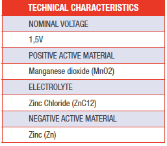 TECHNICAL CHARACTERISTICS
NOMINAL VOLTAGE
1,5V
POSITIVE ACTIVE MATERIAL
Manganese dioxide (MnO2)
ELECTROLYTE
Zinc Chloride (ZnC12)
NEGATIVE ACTIVE MATERIAL
Zinc (Zn)